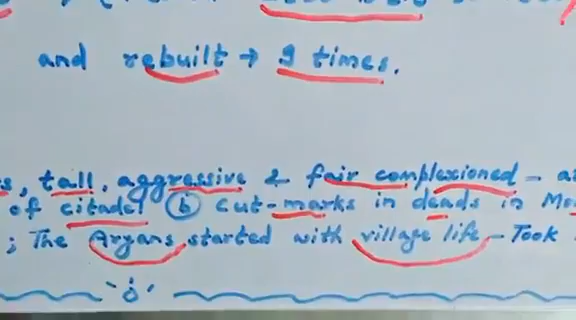 and rebuilt → 9 times.
, tall, aggressive & fair complexioned -
of citadel ⓑ cut-marks in deads in
; The Aryans started with village life - Took